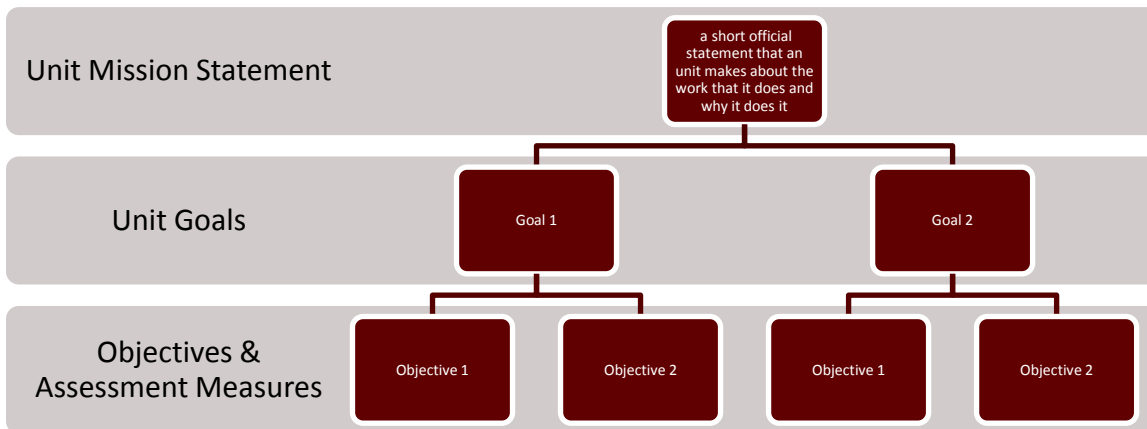 Unit Mission Statement
a short official
statement that an
unit makes about the
work that it does and
why it does it
Unit Goals
Goal 1
Goal 2
Objectives &
Assessment Measures
Objective 1
Objective 2
Objective 1
Objective 2